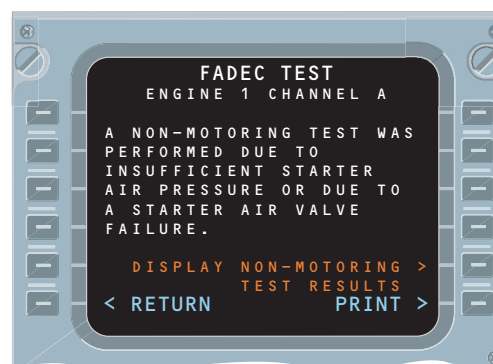 FADEC TEST
ENGINE 1 CHANNEL A
A NON-MOTORING TEST WAS
PERFORMED DUE TO
INSUFFICIENT STARTER
AIR PRESSURE OR DUE TO
A STARTER AIR VALVE
FAILURE.
DISPLAY NON-MOTORING >
TEST RESULTS
< RETURN PRINT >